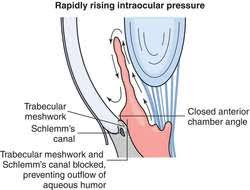 Rapidly rising intraocular pressure
Trabecular
meshwork
Schlemm's
canal
Trabecular meshwork and
Schlemm's canal blocked,
preventing outflow of
aqueous humor
Closed anterior
chamber angle